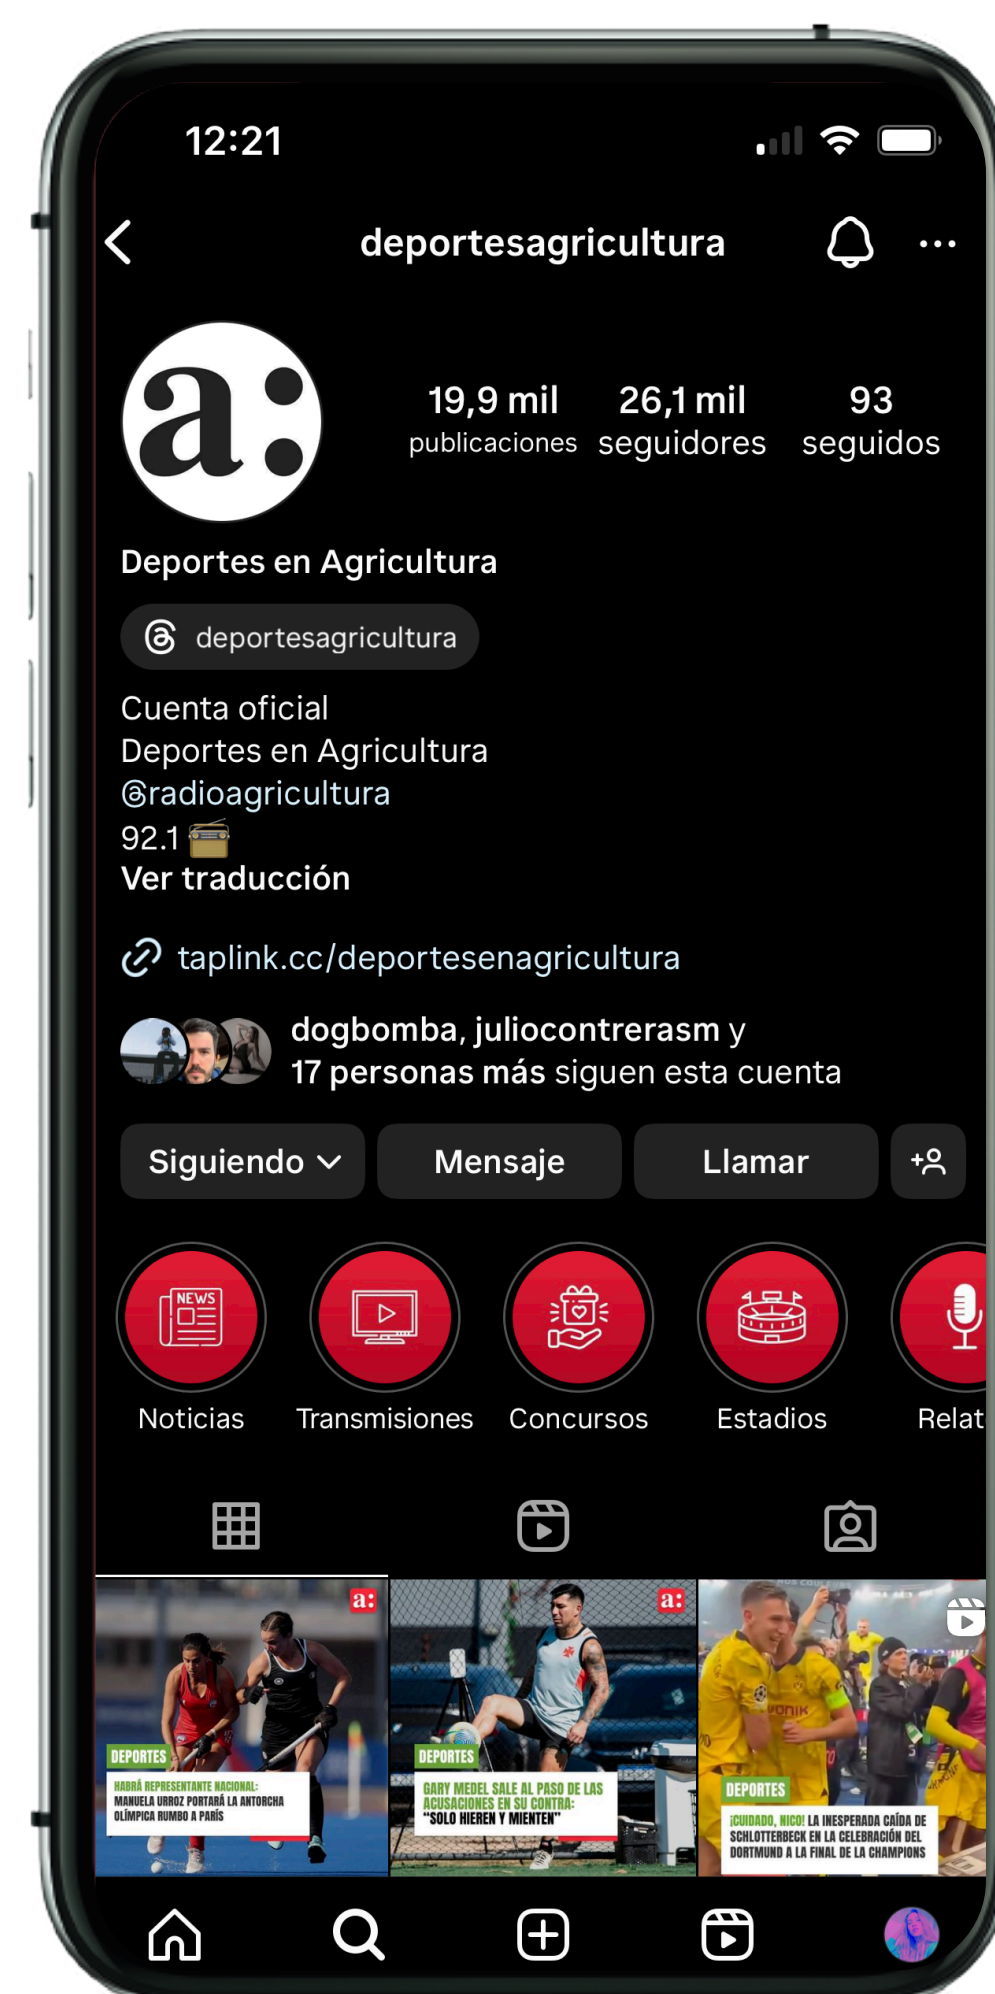 12:21
deportesagricultura
a:
19,9 mil
publicaciones
26,1 mil
seguidores
93
seguidos
Deportes en Agricultura
deportesagricultura
Cuenta oficial
Deportes en Agricultura
@radioagricultura
92.1 📻
Ver traducción
taplink.cc/deportesenagricultura
dogbomba, juliocontrerasm y
17 personas más siguen esta cuenta
Siguiendo
Mensaje
Llamar
NEWS
Noticias
Transmisiones
Concursos
Estadios
Relat
a:
DEPORTES
HABRÁ REPRESENTANTE NACIONAL:
MANUELA URROZ PORTARÁ LA ANTORCHA
OLÍMPICA RUMBO A PARÍS
a:
DEPORTES
GARY MEDEL SALE AL PASO DE LAS
ACUSACIONES EN SU CONTRA:
“SOLO HIEREN Y MIENTEN”
DEPORTES
¡CUIDADO, NICO! LA INESPERADA CAÍDA DE
SCHLOTTERBECK EN LA CELEBRACIÓN DEL
DORTMUND A LA FINAL DE LA CHAMPIONS